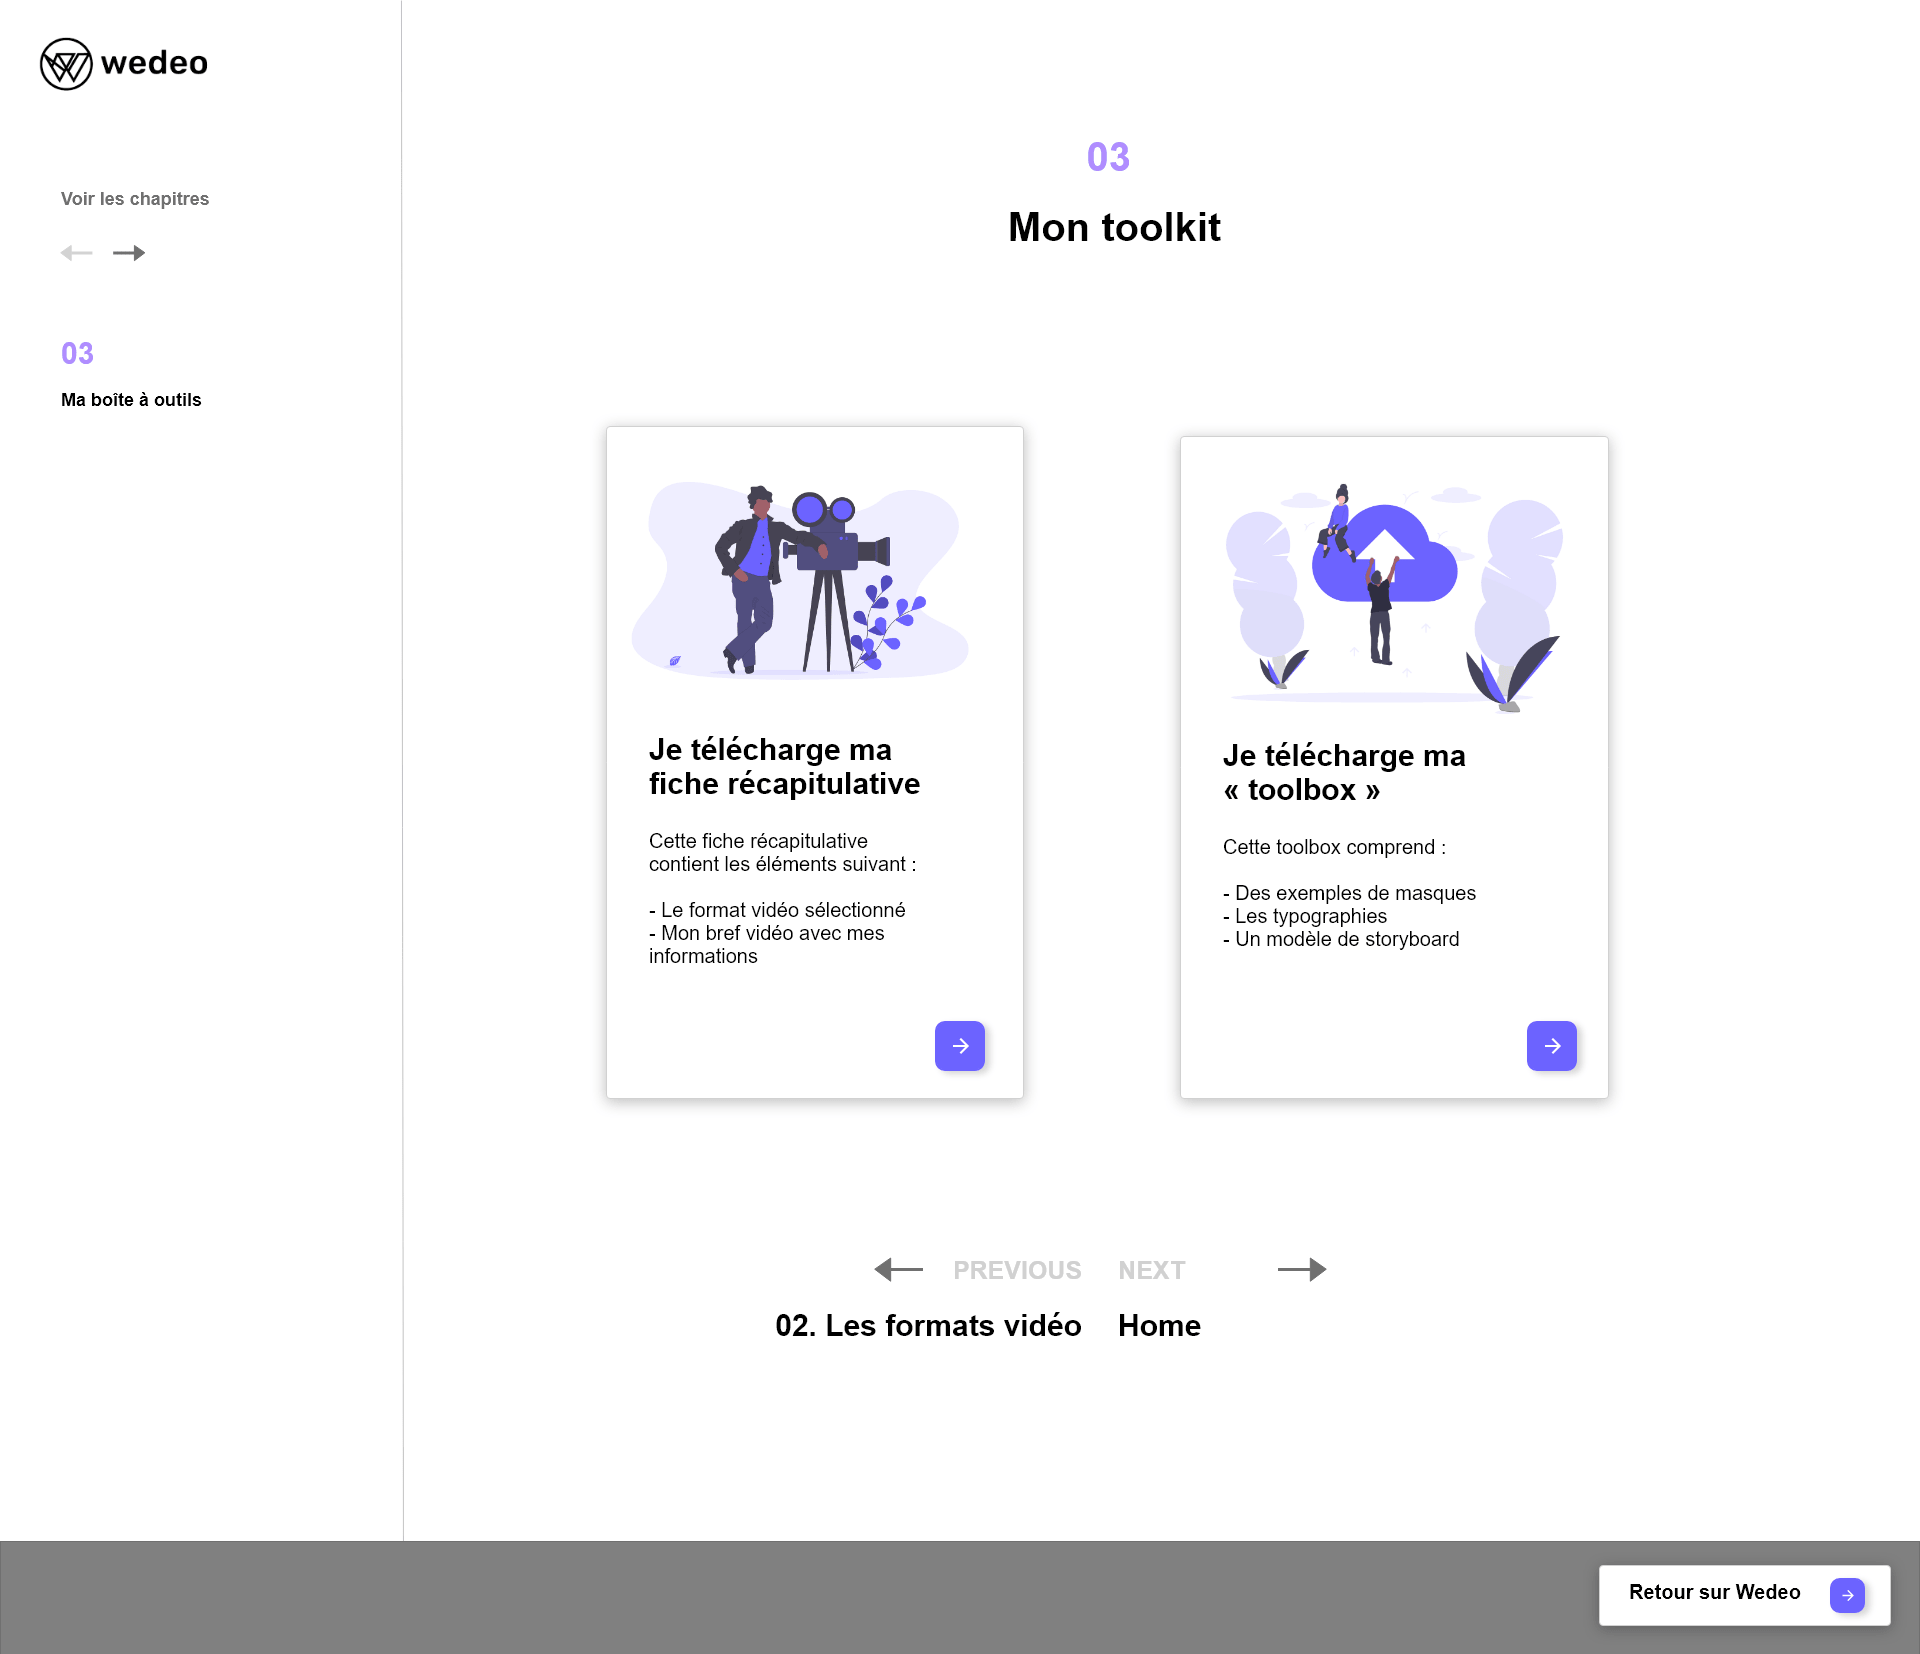 wedeo
Voir les chapitres
03
Ma boîte à outils
03
Mon toolkit
Je télécharge ma
fiche récapitulative
Cette fiche récapitulative
contient les éléments suivant :
- Le format vidéo sélectionné
- Mon bref vidéo avec mes
informations
Je télécharge ma
« toolbox »
Cette toolbox comprend :
- Des exemples de masques
- Les typographies
- Un modèle de storyboard
PREVIOUS
02. Les formats vidéo
NEXT
Home
Retour sur Wedeo